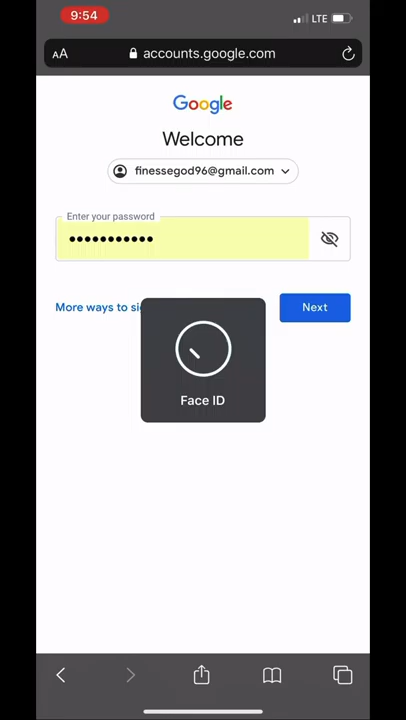 9:54
LTE
AA
accounts.google.com
Google
Welcome
finessegod96@gmail.com
Enter your password
•••••••••••
More ways to si
Next
Face ID